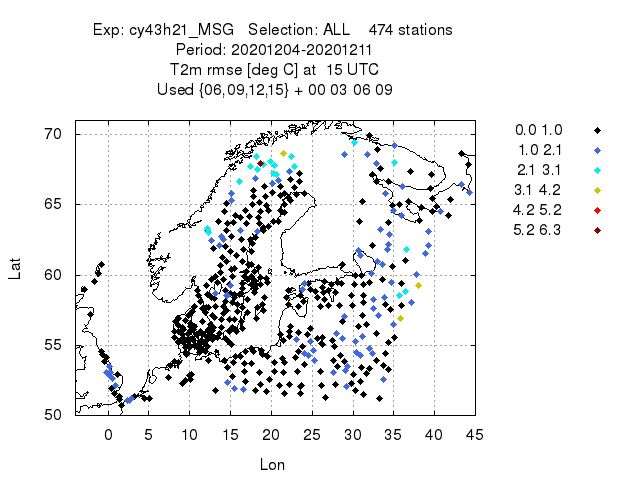 Exp: cy43h21_MSG   Selection: ALL    474 stations
Period: 20201204-20201211
T2m rmse [deg C] at  15 UTC
Used {06,09,12,15} + 00 03 06 09
0.0 1.0
1.0 2.1
2.1 3.1
3.1 4.2
4.2 5.2
5.2 6.3
70
65
60
55
50
Lat
0 5 10 15 20 25 30 35 40 45
Lon